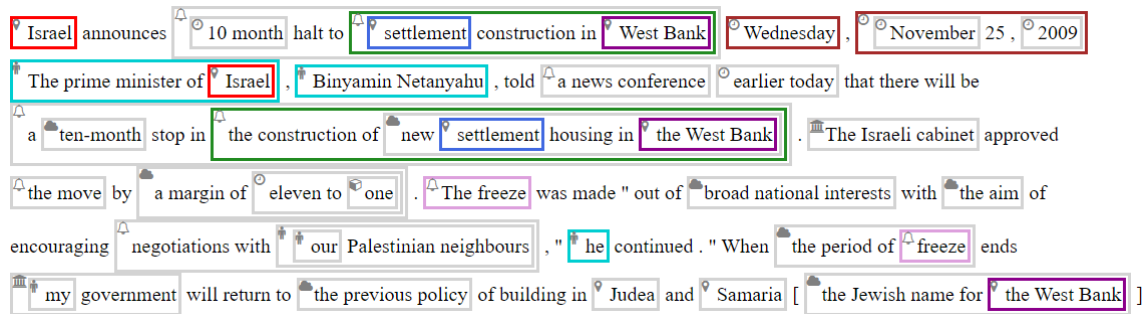 Israel announces 10 month halt to settlement construction in West Bank Wednesday , November 25 , 2009
The prime minister of Israel , Binyamin Netanyahu , told a news conference earlier today that there will be
a ten-month stop in the construction of new settlement housing in the West Bank . The Israeli cabinet approved
the move by a margin of eleven to one . The freeze was made " out of broad national interests with the aim of
encouraging negotiations with our Palestinian neighbours , " he continued . " When the period of freeze ends
my government will return to the previous policy of building in Judea and Samaria [ the Jewish name for the West Bank ]